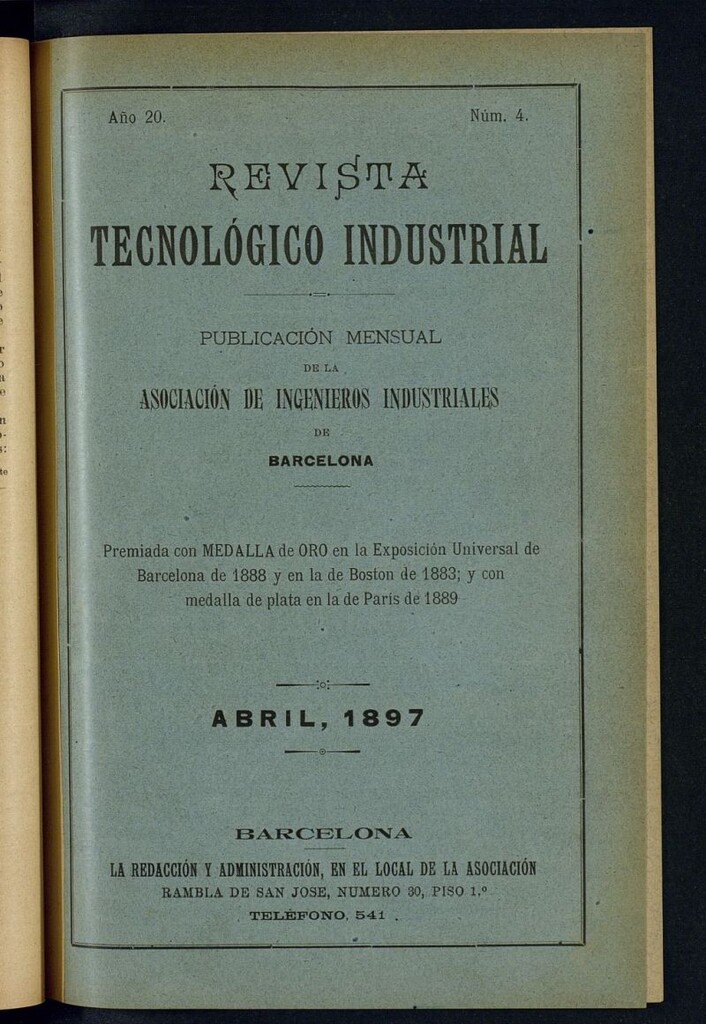 Año 20.
Núm. 4.
REVISTA
TECNOLÓGICO INDUSTRIAL
PUBLICACIÓN MENSUAL
DE LA
ASOCIACIÓN DE INGENIEROS INDUSTRIALES
DE
BARCELONA
Premiada con MEDALLA de ORO en la Exposición Universal de
Barcelona de 1888 y en la de Boston de 1883; y con
medalla de plata en la de París de 1889
ABRIL, 1897
BARCELONA
LA REDACCIÓN Y ADMINISTRACIÓN, EN EL LOCAL DE LA ASOCIACIÓN
RAMBLA DE SAN JOSE, NUMERO 30, PISO 1.º
TELÉFONO, 541